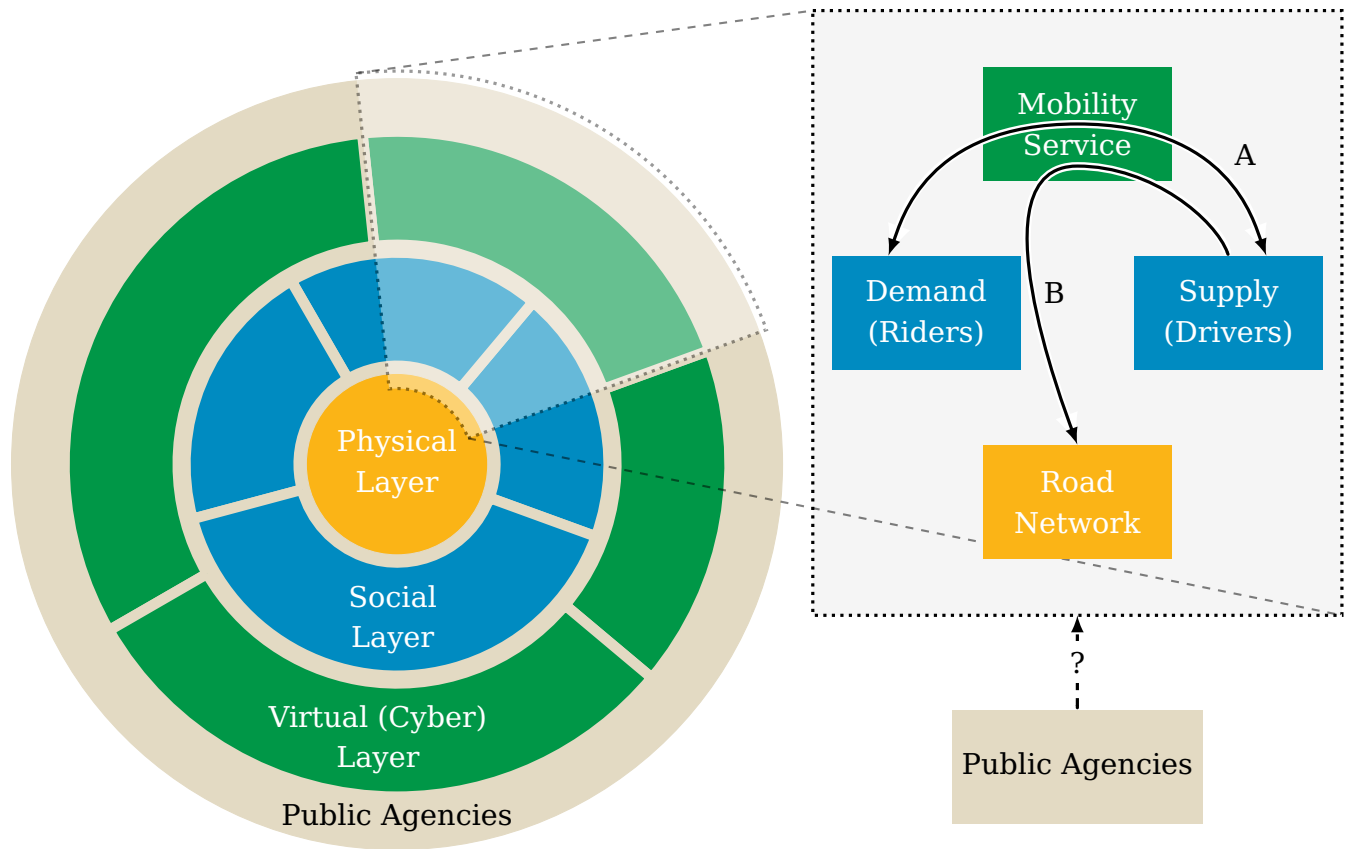 Physical
Layer
Social
Layer
Virtual (Cyber)
Layer
Public Agencies
Mobility
Service
A
Demand
(Riders)
B
Supply
(Drivers)
Road
Network
?
Public Agencies